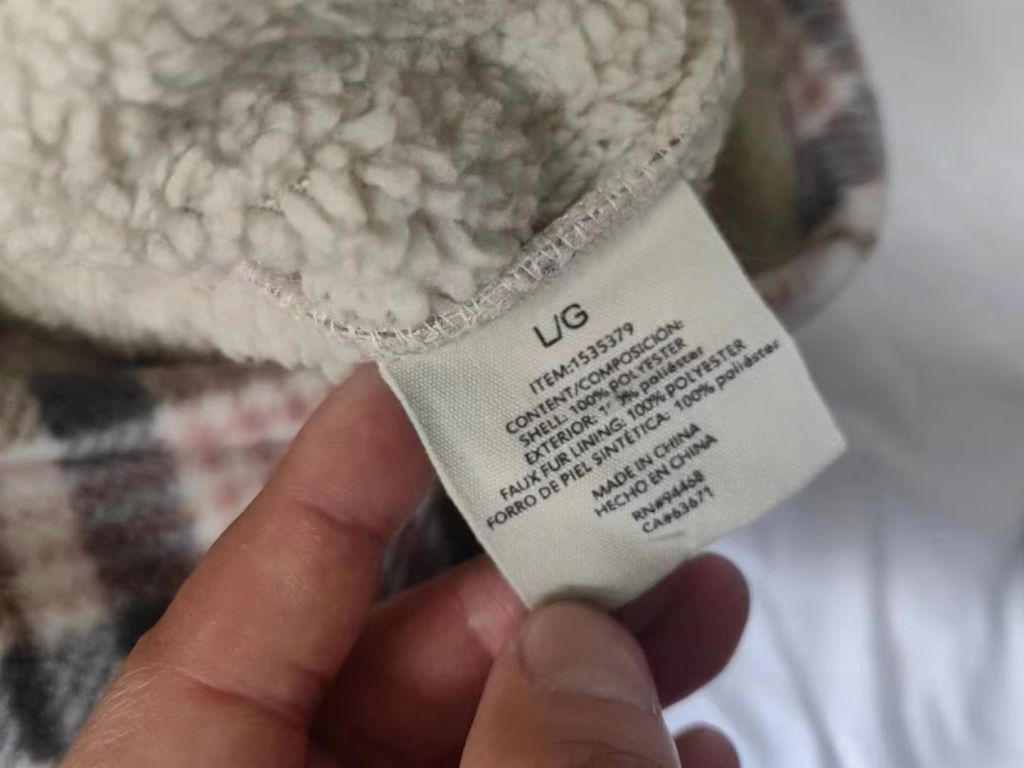 L/G
ITEM:1535379
CONTENT/COMPOSICIÓN:
SHELL: 100% POLYESTER
EXTERIOR: % poliéster
FAUX FUR LINING: 100% POLYESTER
FORRO DE PIEL SINTÉTICA: 100% poliéster
MADE IN CHINA
HECHO EN CHINA
RN#94468
CA#63671